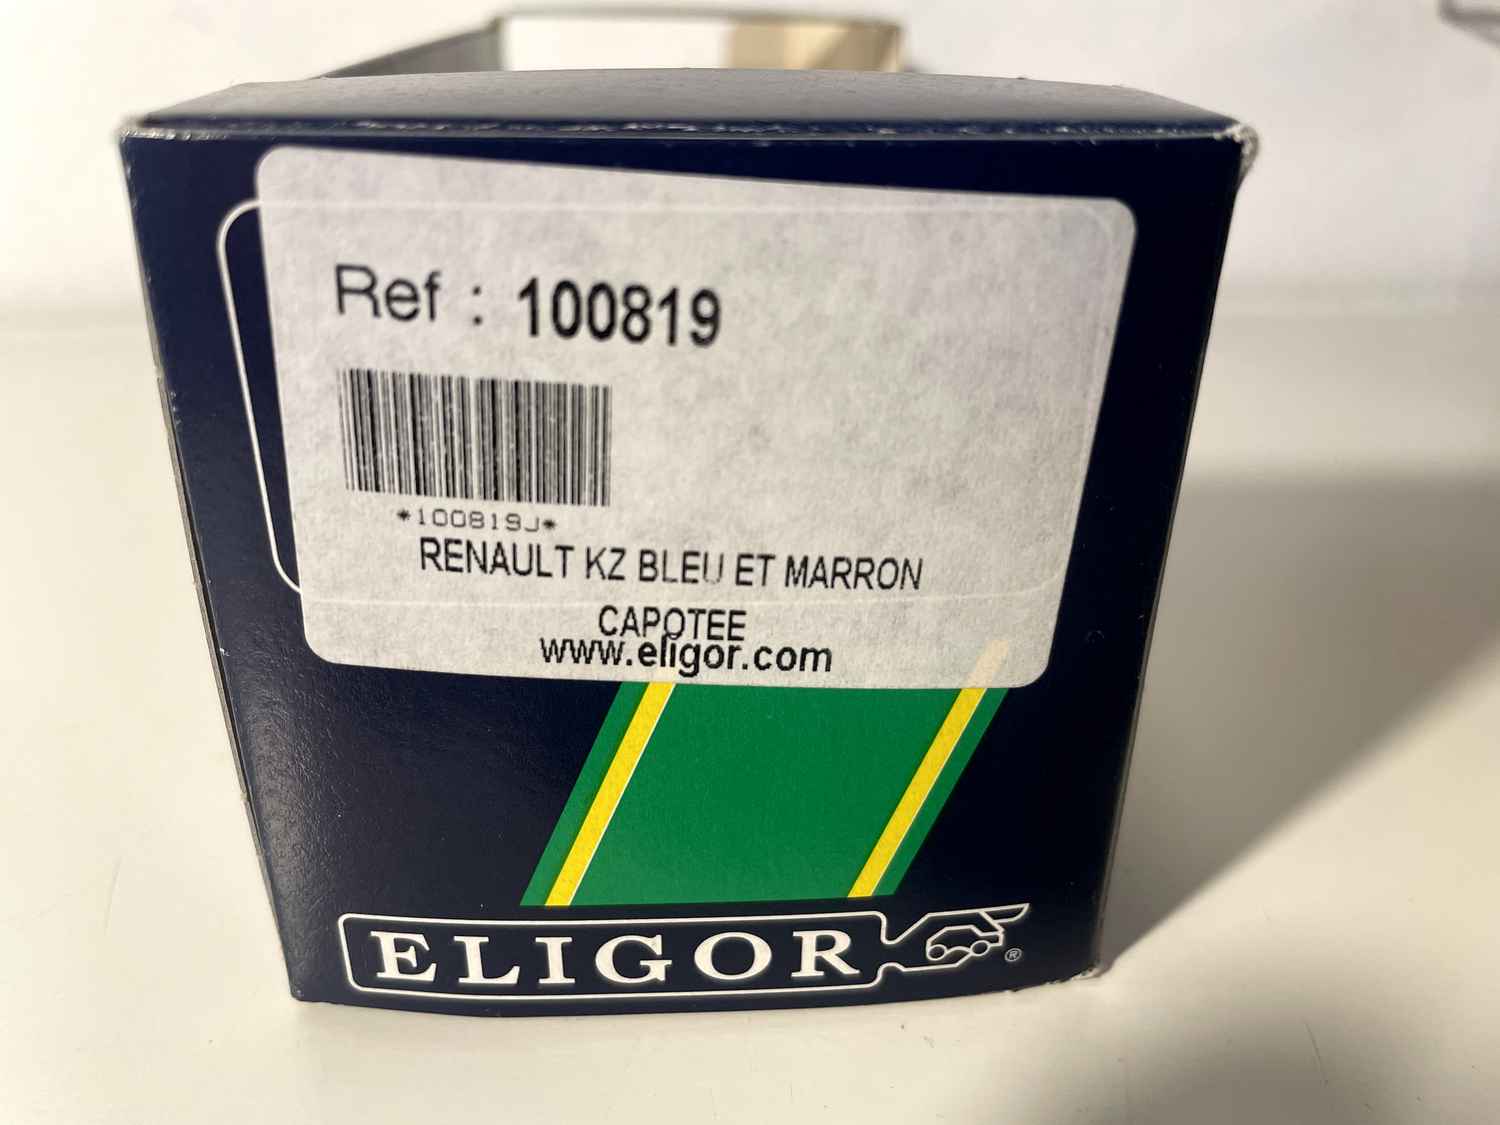 Ref : 100819
*100819J*
RENAULT KZ BLEU ET MARRON
CAPOTEE
www.eligor.com
ELIGOR ®